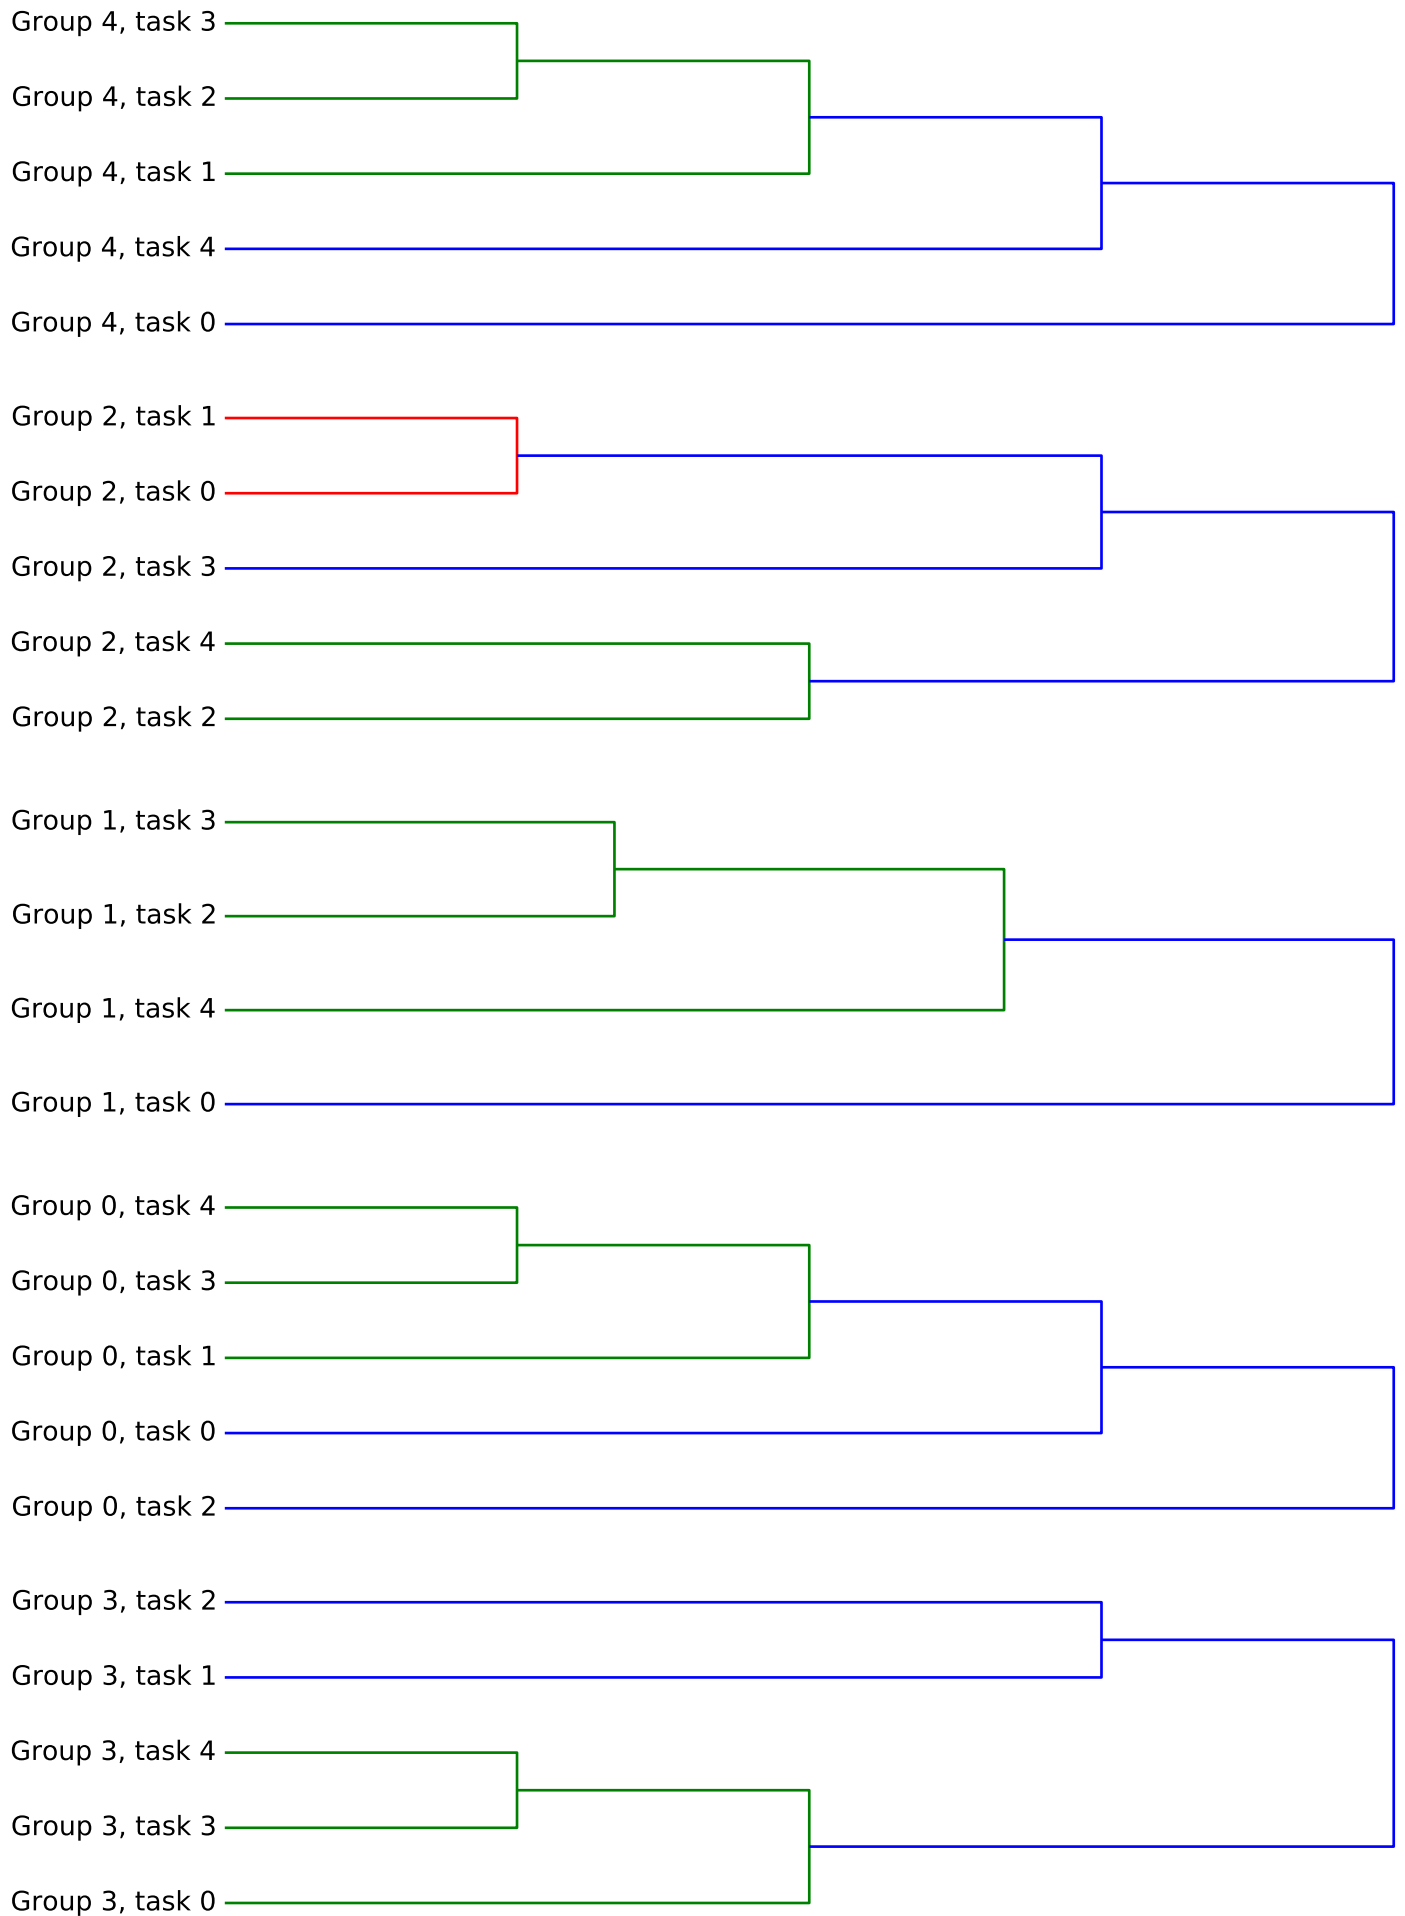 Group 4, task 3
Group 4, task 2
Group 4, task 1
Group 4, task 4
Group 4, task 0
Group 2, task 1
Group 2, task 0
Group 2, task 3
Group 2, task 4
Group 2, task 2
Group 1, task 3
Group 1, task 2
Group 1, task 4
Group 1, task 0
Group 0, task 4
Group 0, task 3
Group 0, task 1
Group 0, task 0
Group 0, task 2
Group 3, task 2
Group 3, task 1
Group 3, task 4
Group 3, task 3
Group 3, task 0